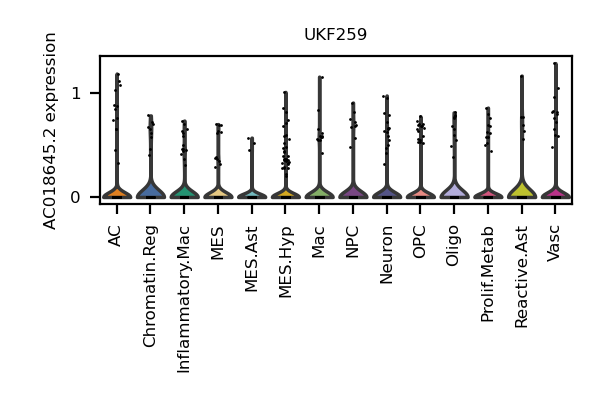 UKF259
AC018645.2 expression
1
0
AC
Chromatin.Reg
Inflammatory.Mac
MES
MES.Ast
MES.Hyp
Mac
NPC
Neuron
OPC
Oligo
Prolif.Metab
Reactive.Ast
Vasc